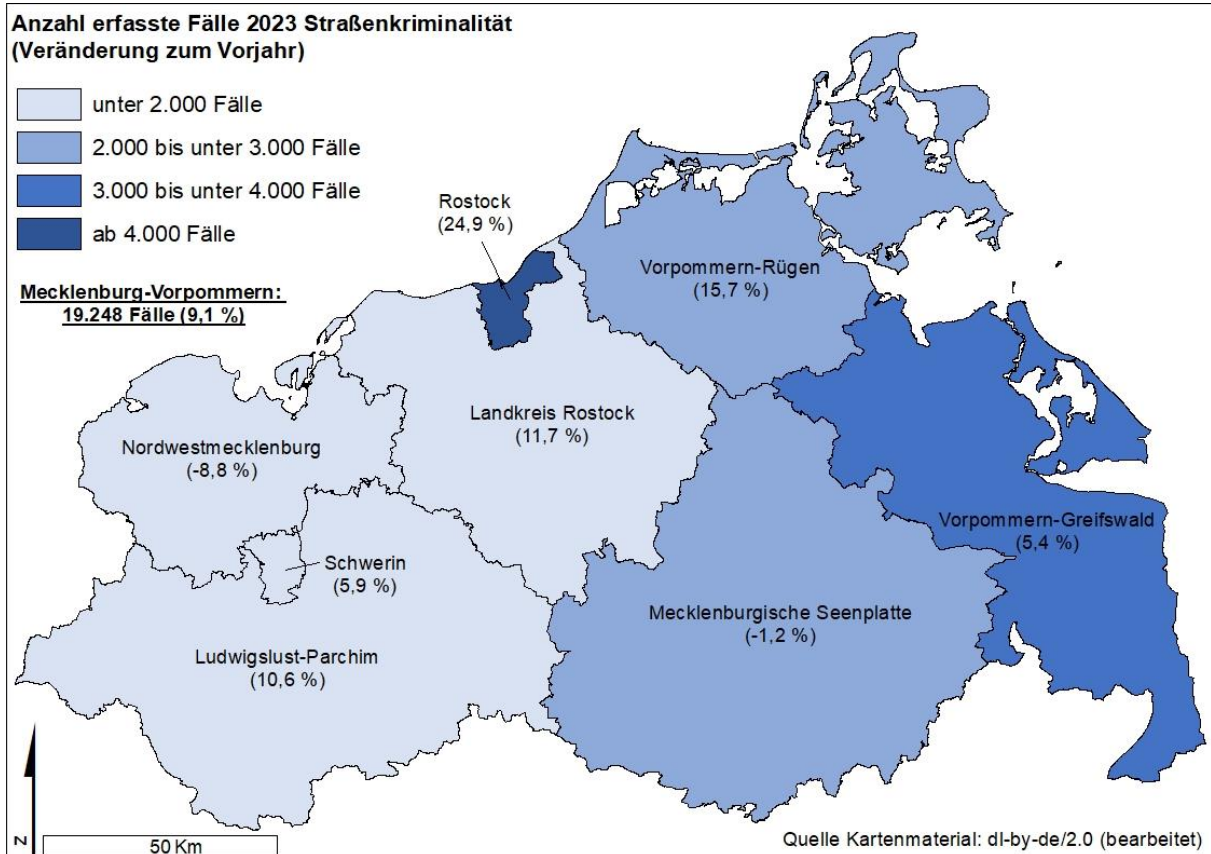 Anzahl erfasste Fälle 2023 Straßenkriminalität
(Veränderung zum Vorjahr)
unter 2.000 Fälle
2.000 bis unter 3.000 Fälle
3.000 bis unter 4.000 Fälle
ab 4.000 Fälle
Mecklenburg-Vorpommern:
19.248 Fälle (9,1 %)
Rostock
(24,9 %)
Vorpommern-Rügen
(15,7 %)
Landkreis Rostock
(11,7 %)
Nordwestmecklenburg
(-8,8 %)
Vorpommern-Greifswald
(5,4 %)
Schwerin
(5,9 %)
Mecklenburgische Seenplatte
(-1,2 %)
Ludwigslust-Parchim
(10,6 %)
N
50 Km
Quelle Kartenmaterial: dl-by-de/2.0 (bearbeitet)